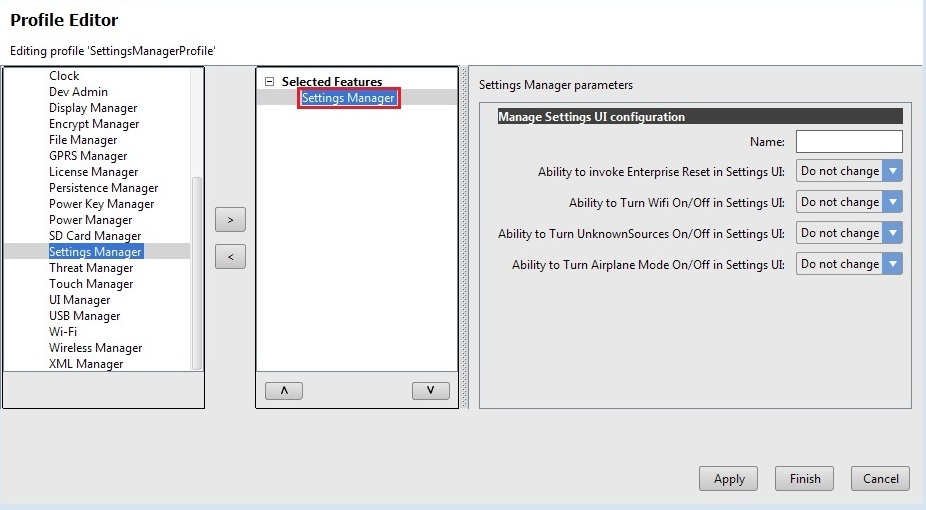 Profile Editor
Editing profile 'SettingsManagerProfile'
Clock
Dev Admin
Display Manager
Encrypt Manager
File Manager
GPRS Manager
License Manager
Persistence Manager
Power Key Manager
Power Manager
SD Card Manager
Settings Manager
Threat Manager
Touch Manager
UI Manager
USB Manager
Wi-Fi
Wireless Manager
XML Manager
>
<
Selected Features
Settings Manager
Settings Manager parameters
Manage Settings UI configuration
Name:
Ability to invoke Enterprise Reset in Settings UI: Do not change
Ability to Turn Wifi On/Off in Settings UI: Do not change
Ability to Turn UnknownSources On/Off in Settings UI: Do not change
Ability to Turn Airplane Mode On/Off in Settings UI: Do not change
Apply Finish Cancel